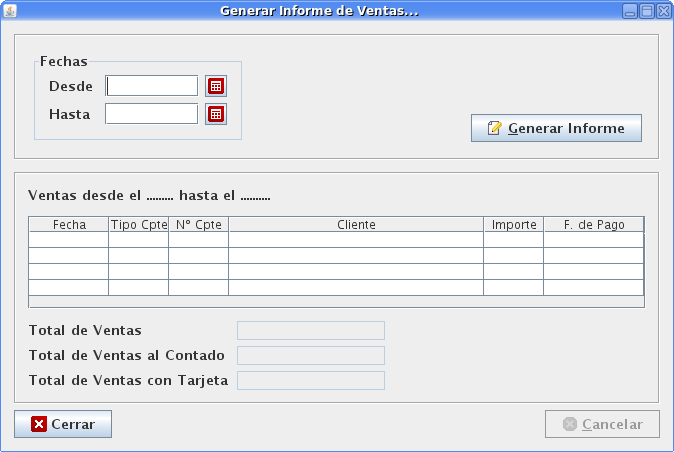 Generar Informe de Ventas...
Fechas
Desde
Hasta
Generar Informe
Ventas desde el ......... hasta el ..........
Fecha Tipo Cpte N° Cpte Cliente Importe F. de Pago
Total de Ventas
Total de Ventas al Contado
Total de Ventas con Tarjeta
Cerrar Cancelar